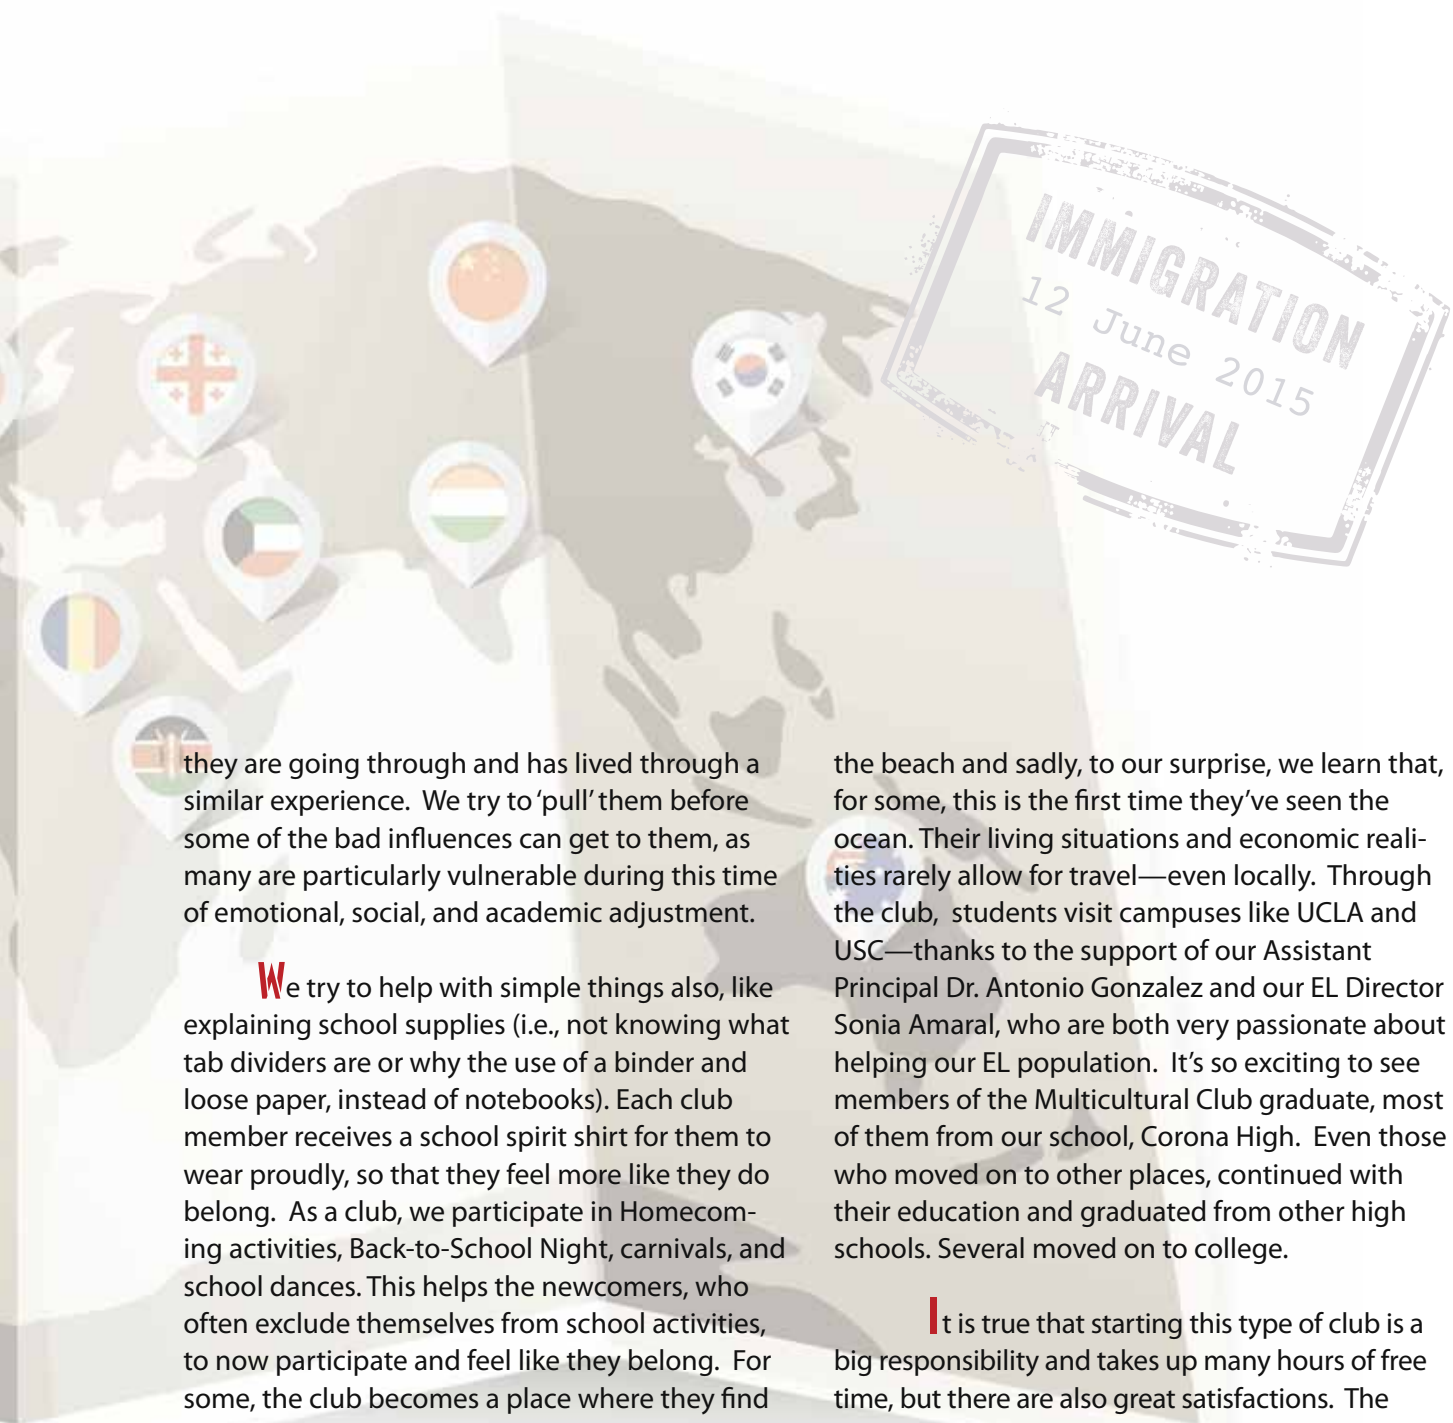 IMMIGRATION
12 June 2015
ARRIVAL
they are going through and has lived through a
similar experience.  We try to ‘pull’ them before
some of the bad influences can get to them, as
many are particularly vulnerable during this time
of emotional, social, and academic adjustment.
We try to help with simple things also, like
explaining school supplies (i.e., not knowing what
tab dividers are or why the use of a binder and
loose paper, instead of notebooks). Each club
member receives a school spirit shirt for them to
wear proudly, so that they feel more like they do
belong.  As a club, we participate in Homecom-
ing activities, Back-to-School Night, carnivals, and
school dances. This helps the newcomers, who
often exclude themselves from school activities,
to now participate and feel like they belong.  For
some, the club becomes a place where they find
the beach and sadly, to our surprise, we learn that,
for some, this is the first time they’ve seen the
ocean. Their living situations and economic reali-
ties rarely allow for travel—even locally.  Through
the club,  students visit campuses like UCLA and
USC—thanks to the support of our Assistant
Principal Dr. Antonio Gonzalez and our EL Director
Sonia Amaral, who are both very passionate about
helping our EL population.  It’s so exciting to see
members of the Multicultural Club graduate, most
of them from our school, Corona High.  Even those
who moved on to other places, continued with
their education and graduated from other high
schools. Several moved on to college.
It is true that starting this type of club is a
big responsibility and takes up many hours of free
time, but there are also great satisfactions.  The